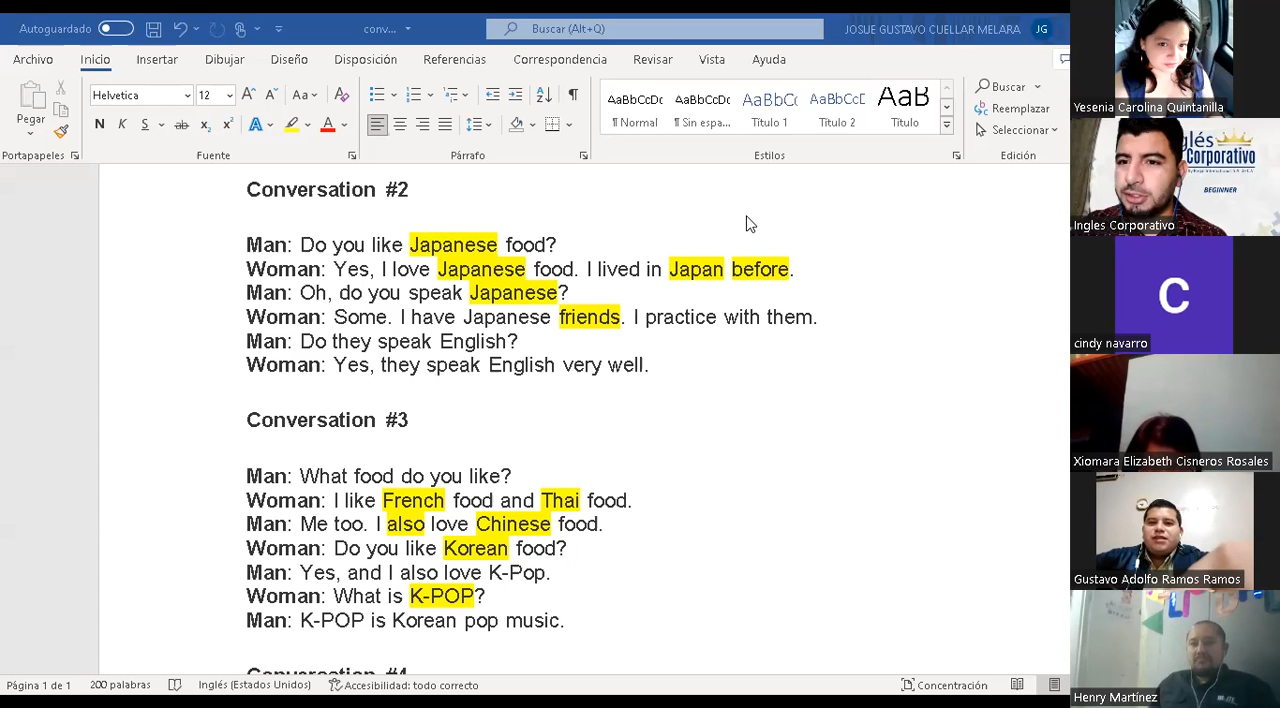 Autoguardado
conv...
Buscar (Alt+Q)
JOSUE GUSTAVO CUELLAR MELARA
JG
Archivo Inicio Insertar Dibujar Diseño Disposición Referencias Correspondencia Revisar Vista Ayuda
Pegar
Helvetica 12
Aa
N K S ab x₂ x² A A
AaBbCcDc AaBbCcDc AaBbC( AaBbCcC AaB
¶ Normal ¶ Sin espa... Título 1 Título 2 Título
Buscar
Reemplazar
Seleccionar
Portapapeles Fuente Párrafo Estilos Edición
Conversation #2
Man: Do you like Japanese food?
Woman: Yes, I love Japanese food. I lived in Japan before.
Man: Oh, do you speak Japanese?
Woman: Some. I have Japanese friends. I practice with them.
Man: Do they speak English?
Woman: Yes, they speak English very well.
Conversation #3
Man: What food do you like?
Woman: I like French food and Thai food.
Man: Me too. I also love Chinese food.
Woman: Do you like Korean food?
Man: Yes, and I also love K-Pop.
Woman: What is K-POP?
Man: K-POP is Korean pop music.
Conversation #4
Página 1 de 1 200 palabras Inglés (Estados Unidos) Accesibilidad: todo correcto Concentración
Yesenia Carolina Quintanilla
Inglés
Corporativo
BEGINNER
Ingles Corporativo
C
cindy navarro
Xiomara Elizabeth Cisneros Rosales
Gustavo Adolfo Ramos Ramos
Henry Martínez